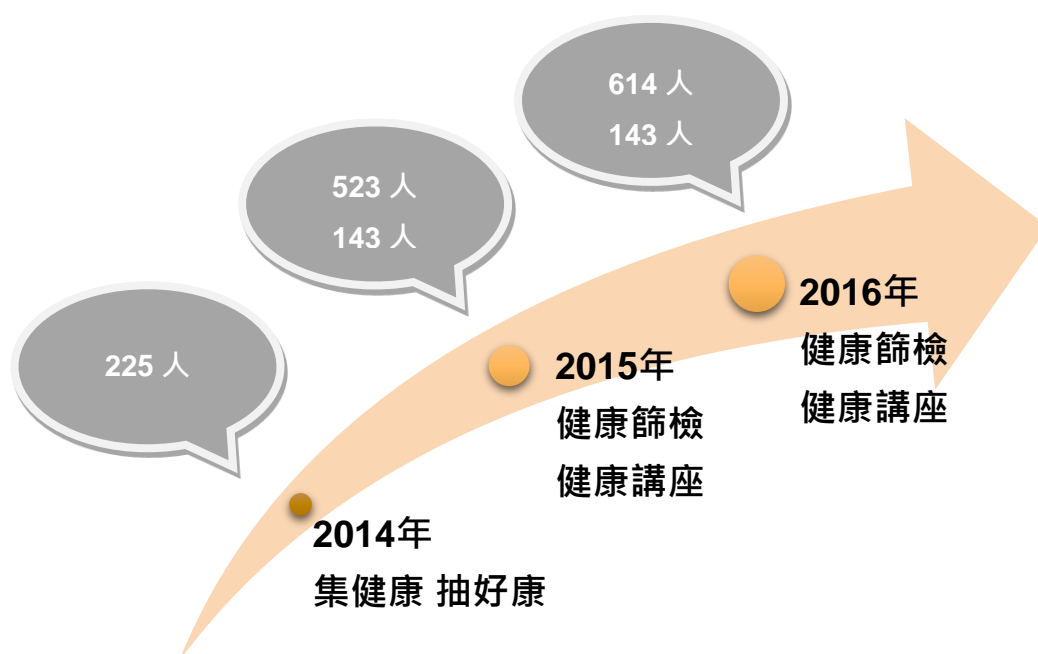 614 人
143 人
523 人
143 人
225 人
2016年
健康篩檢
健康講座
2015年
健康篩檢
健康講座
2014年
集健康 抽好康